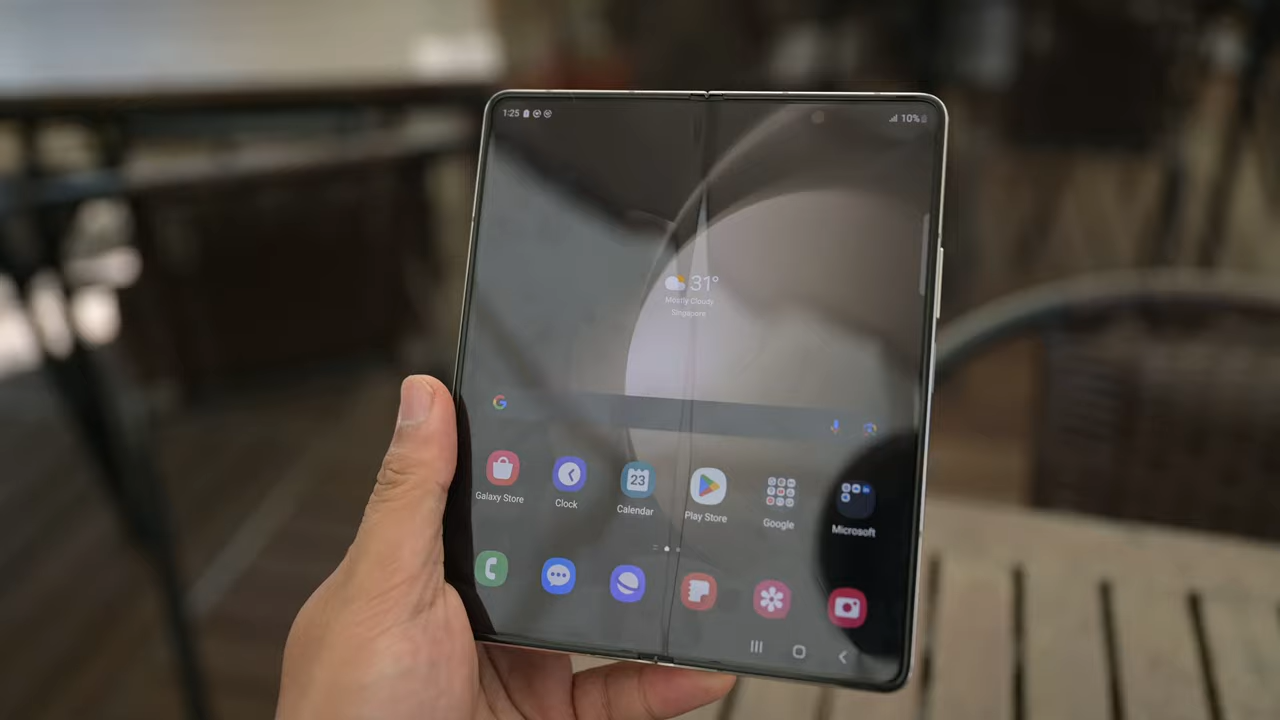 1:25
10%
31°
Mostly Cloudy
Singapore
G
23
Galaxy Store
Clock
Calendar
Play Store
Google
Microsoft